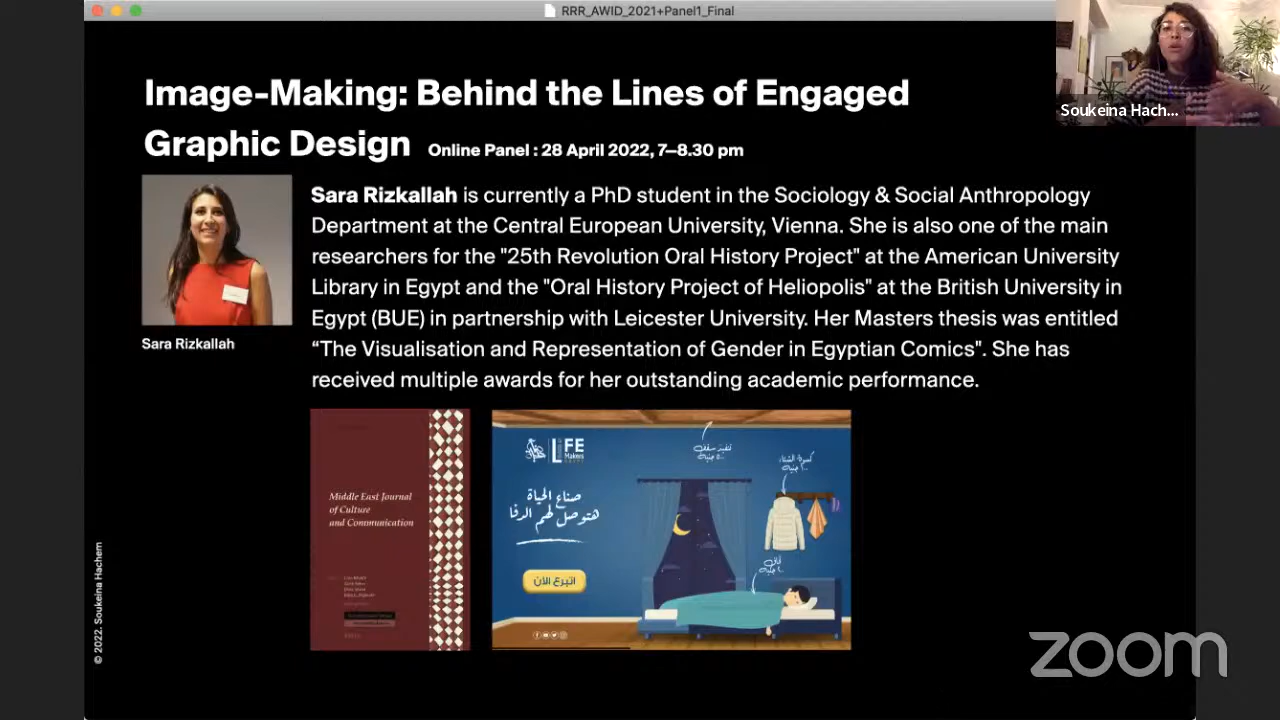 RRR_AWID_2021+Panel1_Final
Image-Making: Behind the Lines of Engaged
Graphic Design Online Panel : 28 April 2022, 7–8.30 pm
Soukeina Hach...
Sara Rizkallah is currently a PhD student in the Sociology & Social Anthropology
Department at the Central European University, Vienna. She is also one of the main
researchers for the "25th Revolution Oral History Project" at the American University
Library in Egypt and the "Oral History Project of Heliopolis" at the British University in
Egypt (BUE) in partnership with Leicester University. Her Masters thesis was entitled
“The Visualisation and Representation of Gender in Egyptian Comics". She has
received multiple awards for her outstanding academic performance.
Sara Rizkallah
Middle East Journal
of Culture
and Communication
LIFE
Makers
صناع الحياة
هتوصل لهم الدفا
اتبرع الآن
تنفيذ سقف
كسوة الشتاء
© 2022. Soukeina Hachem
zoom